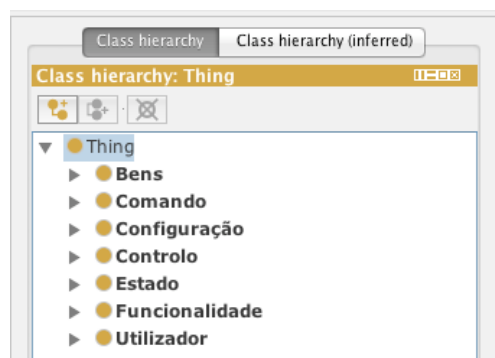 Class hierarchy Class hierarchy (inferred)
Class hierarchy: Thing
Thing
Bens
Comando
Configuração
Controlo
Estado
Funcionalidade
Utilizador